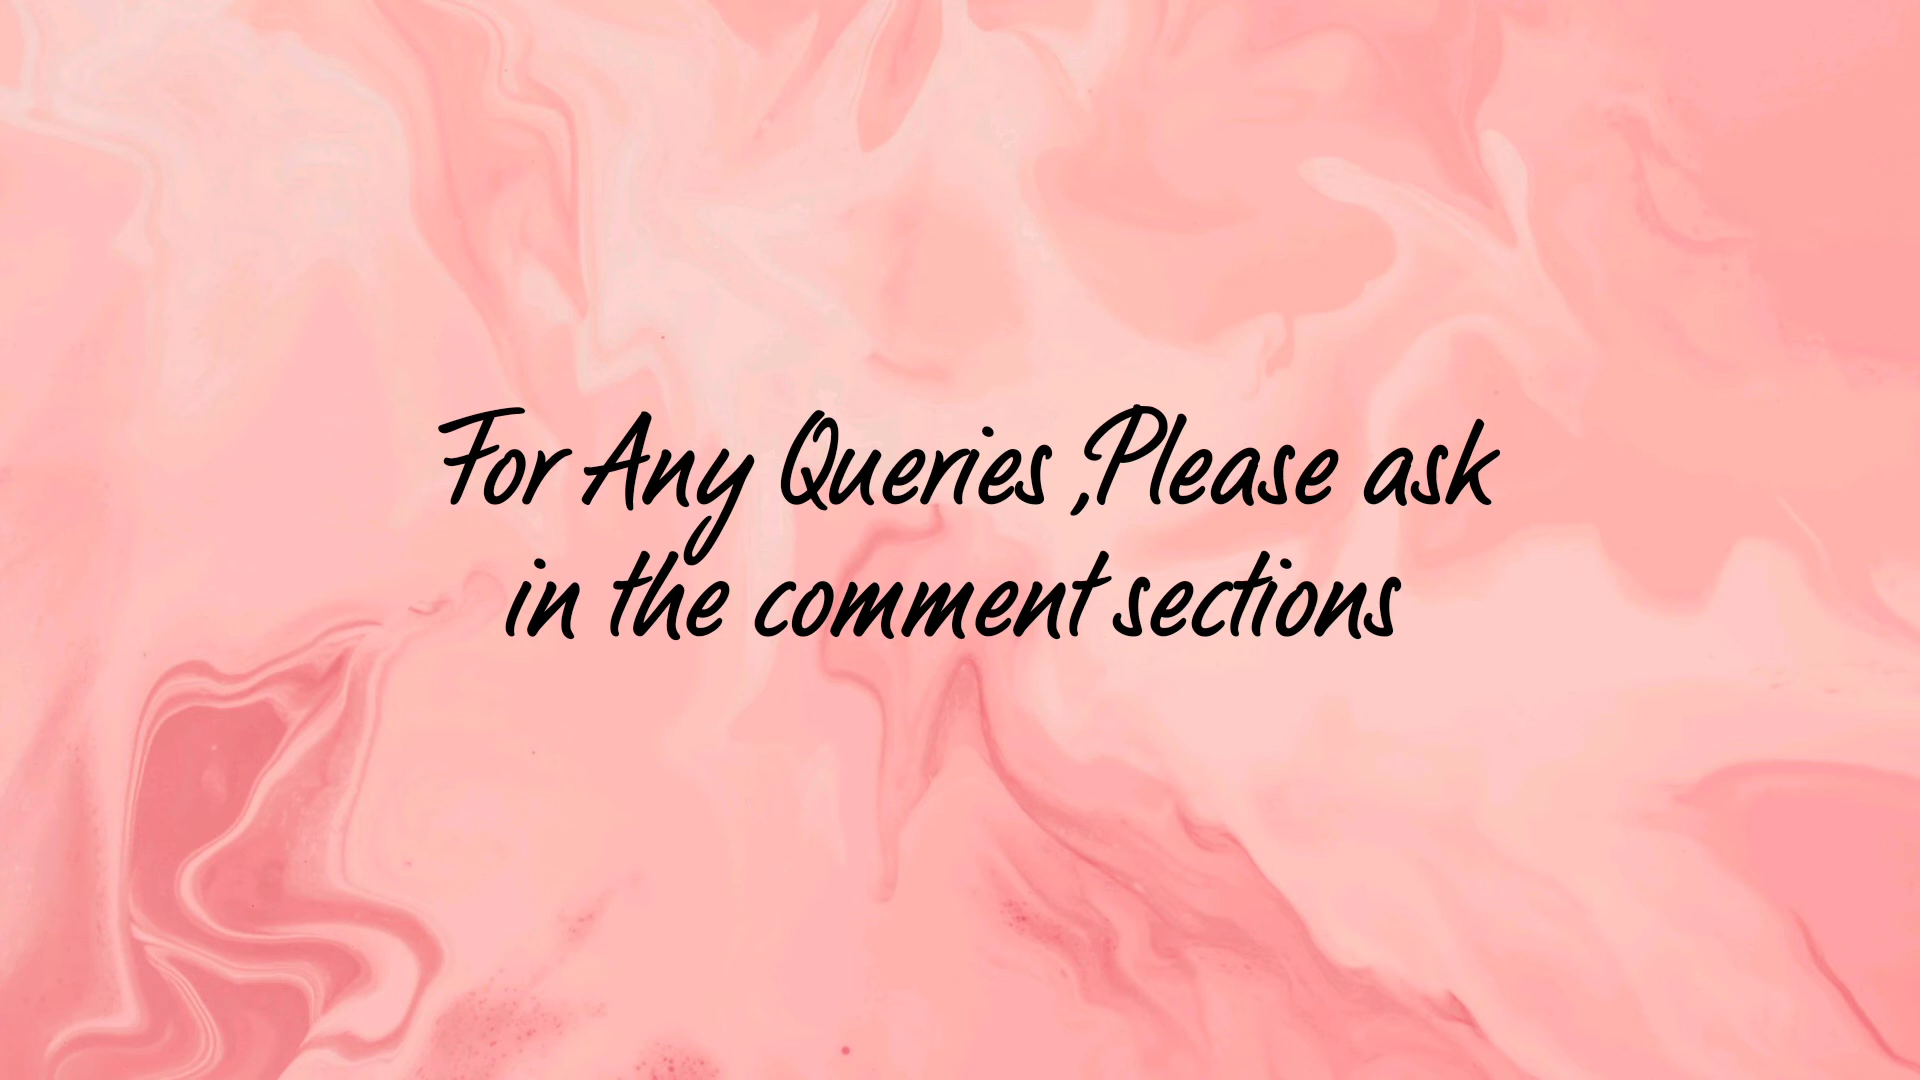 For Any Queries ,Please ask
in the comment sections